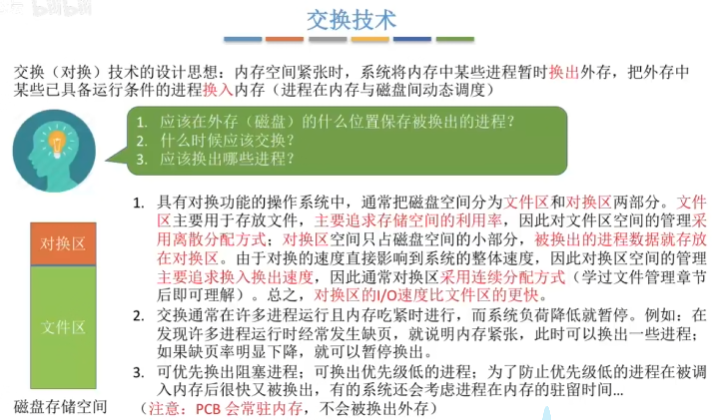 bilibili
交换技术
交换（对换）技术的设计思想：内存空间紧张时，系统将内存中某些进程暂时换出外存，把外存中
某些已具备运行条件的进程换入内存（进程在内存与磁盘间动态调度）
1. 应该在外存（磁盘）的什么位置保存被换出的进程？
2. 什么时候应该交换？
3. 应该换出哪些进程？
1. 具有对换功能的操作系统中，通常把磁盘空间分为文件区和对换区两部分。文件
区主要用于存放文件，主要追求存储空间的利用率，因此对文件区空间的管理采
用离散分配方式；对换区空间只占磁盘空间的小部分，被换出的进程数据就存放
在对换区。由于对换的速度直接影响到系统的整体速度，因此对换区空间的管理
主要追求换入换出速度，因此通常对换区采用连续分配方式（学过文件管理章节
后即可理解）。总之，对换区的I/O速度比文件区的更快。
2. 交换通常在许多进程运行且内存吃紧时进行，而系统负荷降低就暂停。例如：在
发现许多进程运行时经常发生缺页，就说明内存紧张，此时可以换出一些进程；
如果缺页率明显下降，就可以暂停换出。
3. 可优先换出阻塞进程；可换出优先级低的进程；为了防止优先级低的进程在被调
入内存后很快又被换出，有的系统还会考虑进程在内存的驻留时间…
（注意：PCB 会常驻内存，不会被换出外存）
对换区
文件区
磁盘存储空间